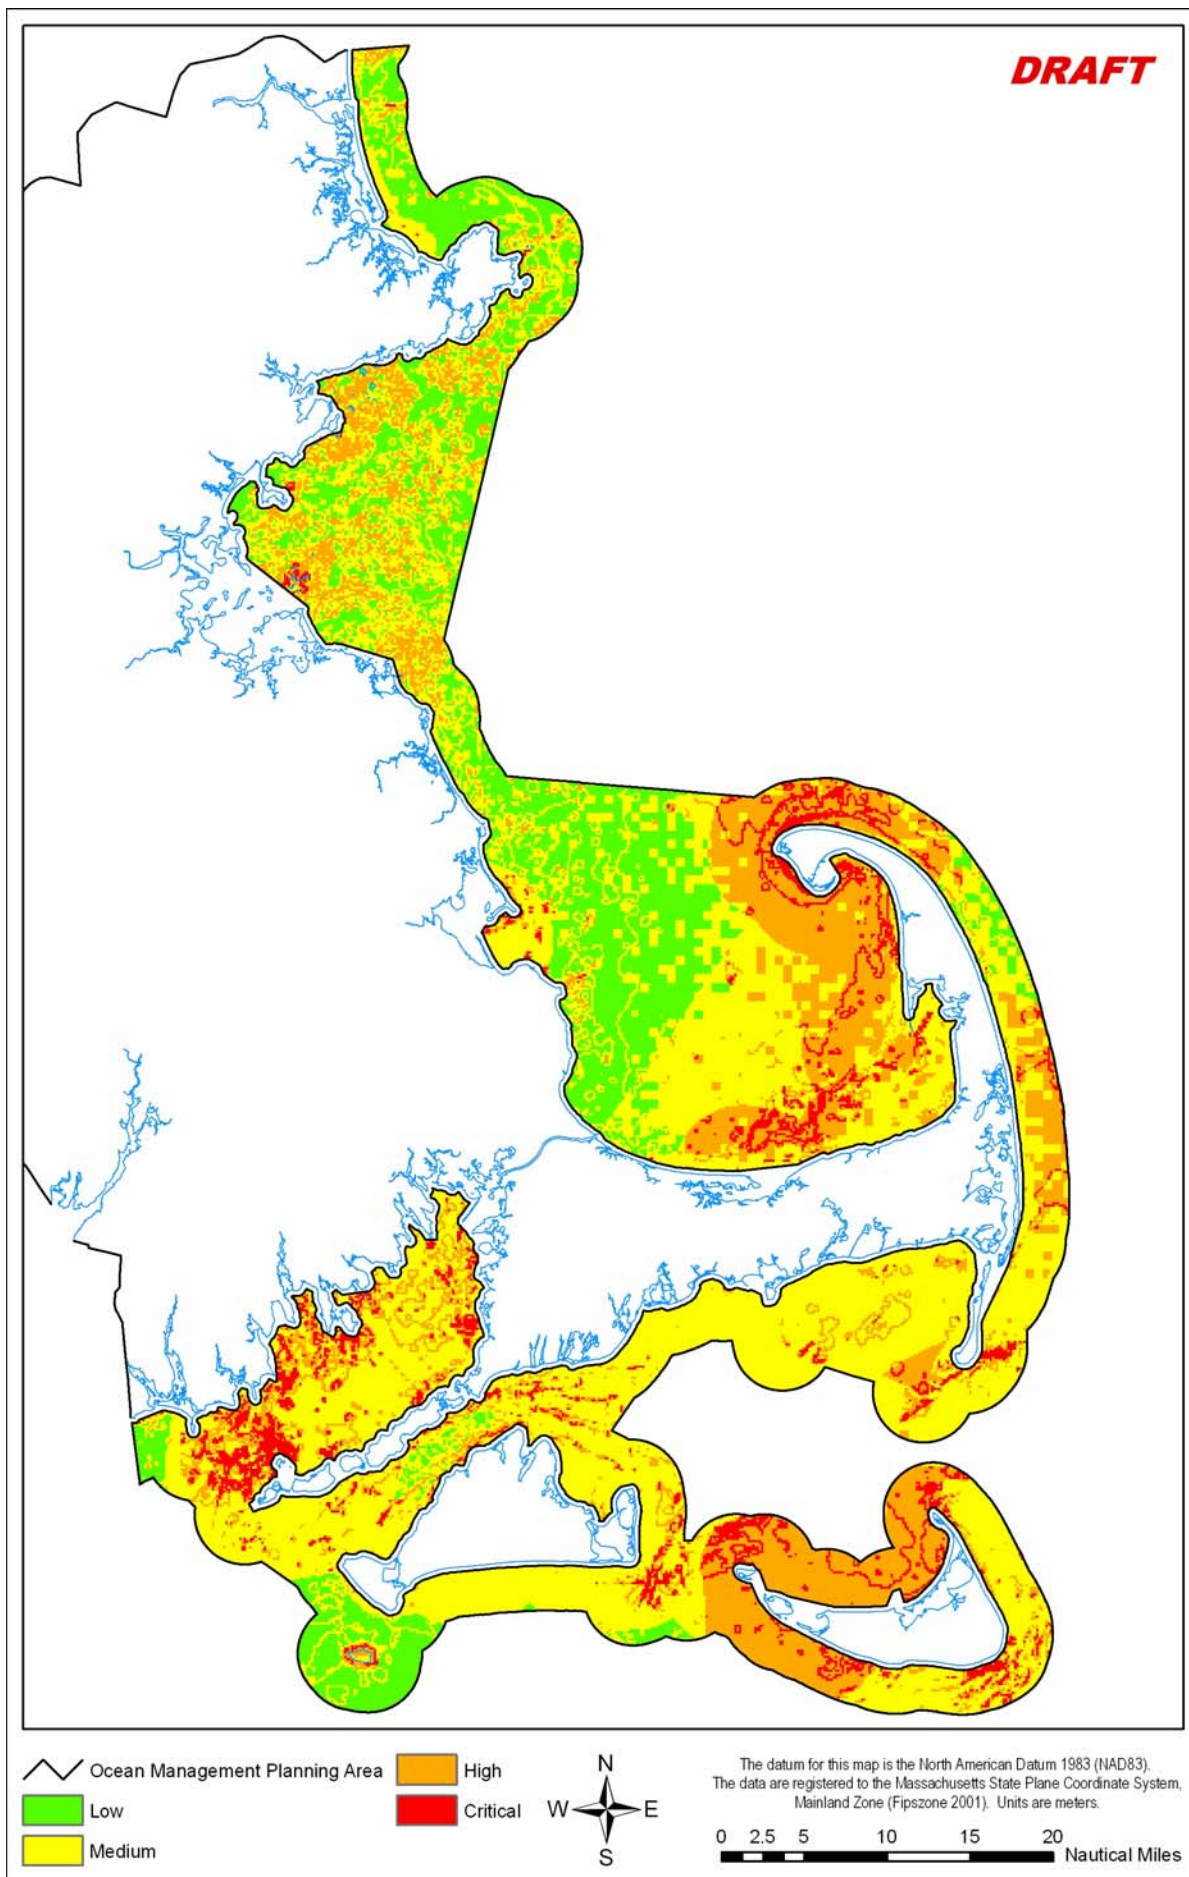 DRAFT
Ocean Management Planning Area
Low
Medium
High
Critical
N
W E
S
The datum for this map is the North American Datum 1983 (NAD83).
The data are registered to the Massachusetts State Plane Coordinate System,
Mainland Zone (Fipszone 2001). Units are meters.
0 2.5 5 10 15 20
Nautical Miles